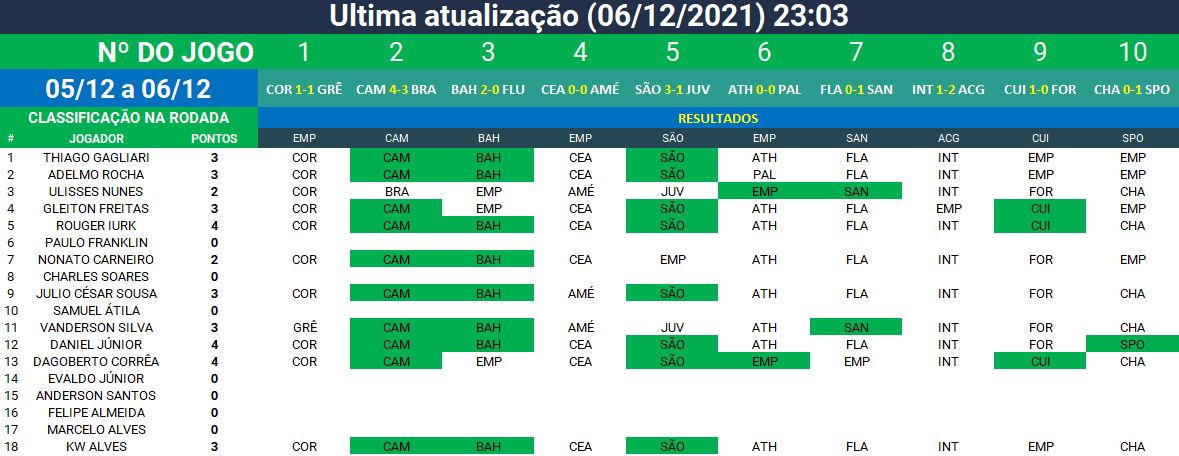 Ultima atualização (06/12/2021) 23:03
Nº DO JOGO 1 2 3 4 5 6 7 8 9 10
05/12 a 06/12 COR 1-1 GRÊ CAM 4-3 BRA BAH 2-0 FLU CEA 0-0 AMÉ SÃO 3-1 JUV ATH 0-0 PAL FLA 0-1 SAN INT 1-2 ACG CUI 1-0 FOR CHA 0-1 SPO
CLASSIFICAÇÃO NA RODADA RESULTADOS
# JOGADOR PONTOS EMP CAM BAH EMP SÃO EMP SAN ACG CUI SPO
1 THIAGO GAGLIARI 3 COR CAM BAH CEA SÃO ATH FLA INT EMP EMP
2 ADELMO ROCHA 3 COR CAM BAH CEA SÃO PAL FLA INT EMP EMP
3 ULISSES NUNES 2 COR BRA EMP AMÉ JUV EMP SAN INT FOR CHA
4 GLEITON FREITAS 3 COR CAM EMP CEA SÃO ATH FLA EMP CUI EMP
5 ROUGER IURK 4 COR CAM BAH CEA SÃO ATH FLA INT CUI CHA
6 PAULO FRANKLIN 0
7 NONATO CARNEIRO 2 COR CAM BAH CEA EMP ATH FLA INT FOR EMP
8 CHARLES SOARES 0
9 JULIO CÉSAR SOUSA 3 COR CAM BAH AMÉ SÃO ATH FLA INT FOR CHA
10 SAMUEL ÁTILA 0
11 VANDERSON SILVA 3 GRÊ CAM BAH AMÉ JUV ATH SAN INT FOR CHA
12 DANIEL JÚNIOR 4 COR CAM BAH CEA SÃO ATH FLA INT FOR SPO
13 DAGOBERTO CORRÊA 4 COR CAM EMP CEA SÃO EMP EMP INT CUI CHA
14 EVALDO JÚNIOR 0
15 ANDERSON SANTOS 0
16 FELIPE ALMEIDA 0
17 MARCELO ALVES 0
18 KW ALVES 3 COR CAM BAH CEA SÃO ATH FLA INT EMP CHA